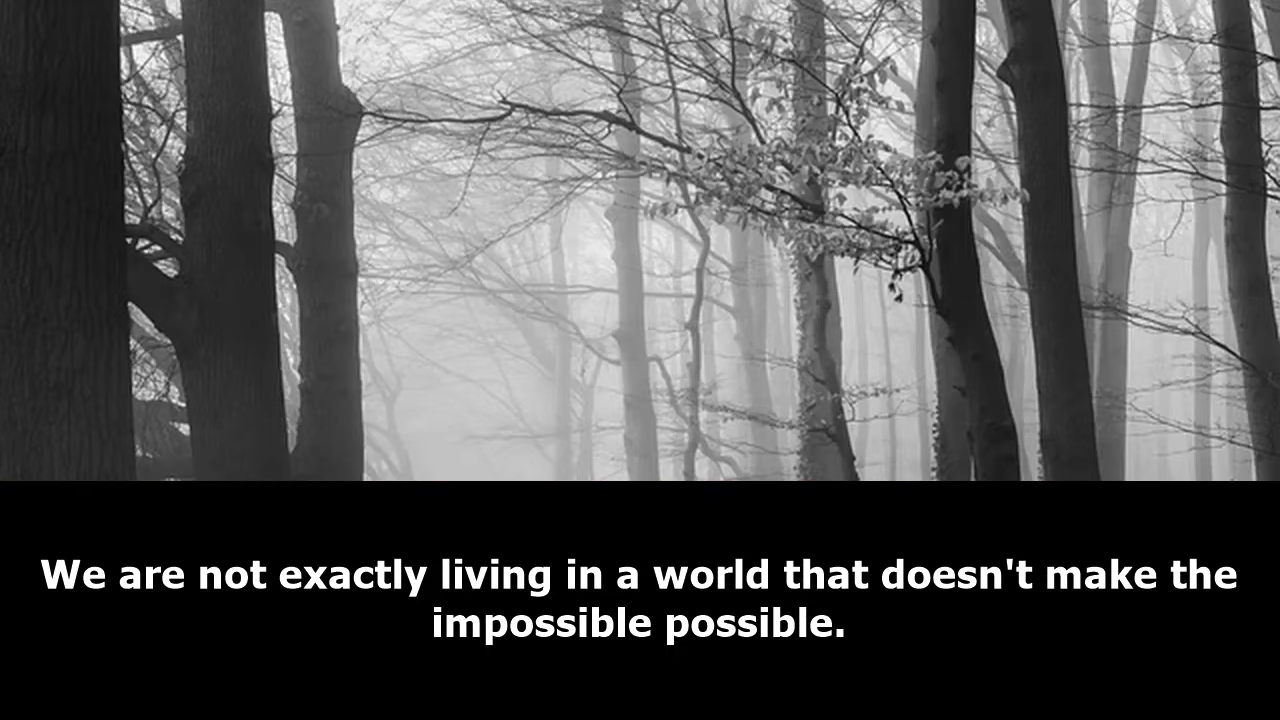 We are not exactly living in a world that doesn't make the
impossible possible.